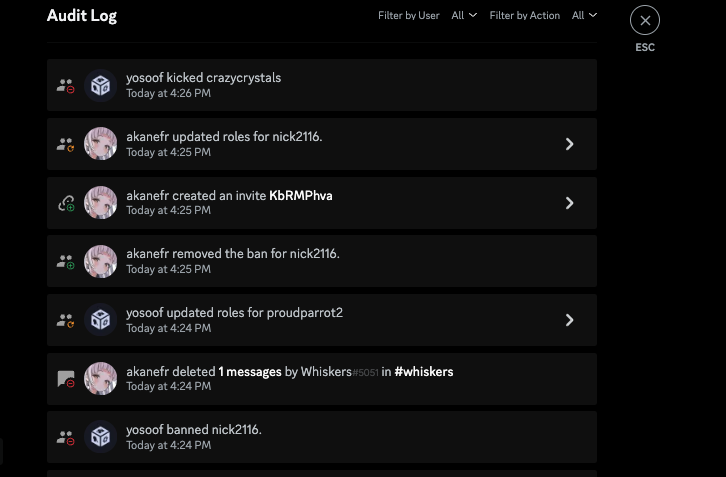 Audit Log
Filter by User All Filter by Action All
ESC
yosoof kicked crazycrystals
Today at 4:26 PM
akanefr updated roles for nick2116.
Today at 4:25 PM
akanefr created an invite KbRMPhva
Today at 4:25 PM
akanefr removed the ban for nick2116.
Today at 4:25 PM
yosoof updated roles for proudparrot2
Today at 4:24 PM
akanefr deleted 1 messages by Whiskers#5051 in #whiskers
Today at 4:24 PM
yosoof banned nick2116.
Today at 4:24 PM